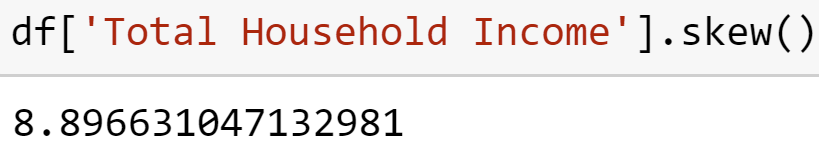 df['Total Household Income'].skew()
8.896631047132981